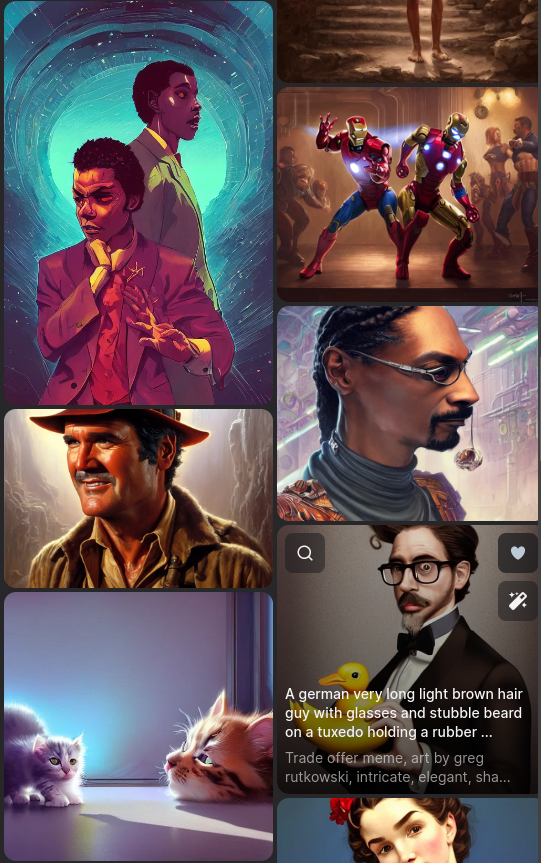 A german very long light brown hair
guy with glasses and stubble beard
on a tuxedo holding a rubber ...
Trade offer meme, art by greg
rutkowski, intricate, elegant, sha...